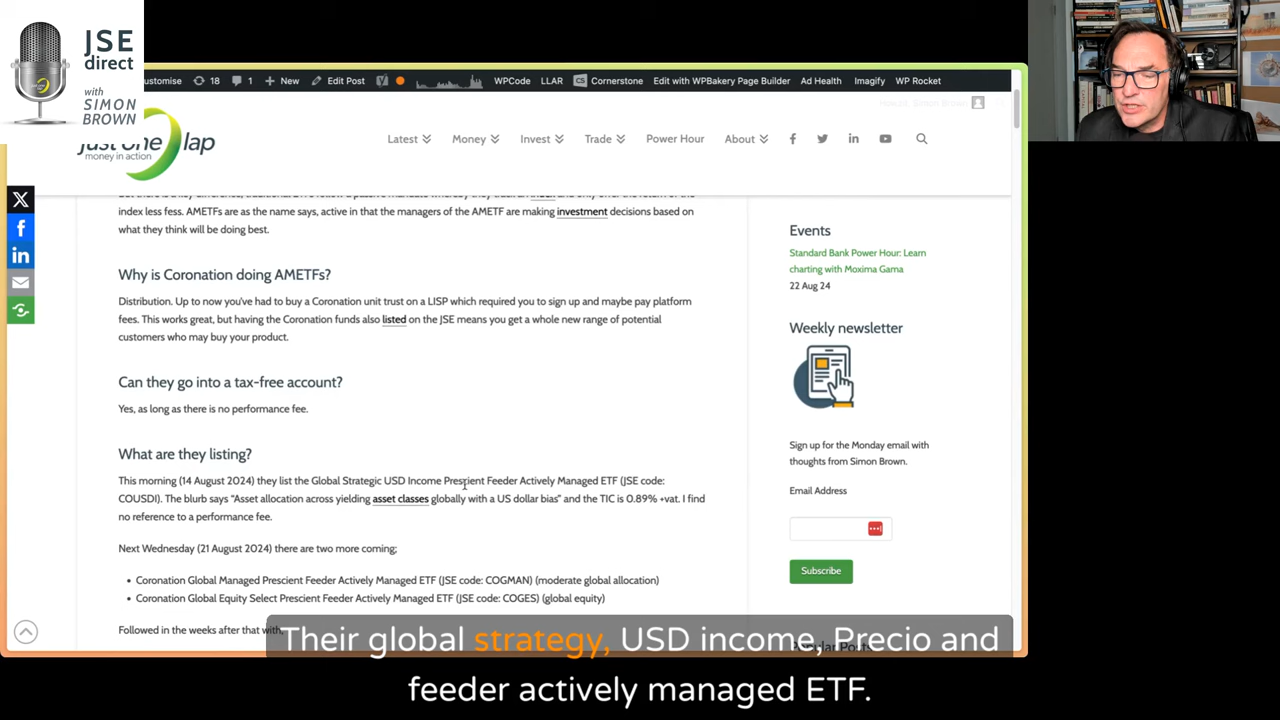 JSE
direct
with
SIMON
BROWN
ustomise 18 1 New Edit Post WPCode LLAR CS Cornerstone Edit with WPBakery Page Builder Ad Health Imagify WP Rocket
just one lap
money in action
Latest Money Invest Trade Power Hour About
index less fess. AMETFs are as the name says, active in that the managers of the AMETF are making investment decisions based on
what they think will be doing best.
Why is Coronation doing AMETFs?
Distribution. Up to now you've had to buy a Coronation unit trust on a LISP which required you to sign up and maybe pay platform
fees. This works great, but having the Coronation funds also listed on the JSE means you get a whole new range of potential
customers who may buy your product.
Can they go into a tax-free account?
Yes, as long as there is no performance fee.
What are they listing?
This morning (14 August 2024) they list the Global Strategic USD Income Prescient Feeder Actively Managed ETF (JSE code:
COUSDI). The blurb says "Asset allocation across yielding asset classes globally with a US dollar bias" and the TIC is 0.89% +vat. I find
no reference to a performance fee.
Next Wednesday (21 August 2024) there are two more coming;
• Coronation Global Managed Prescient Feeder Actively Managed ETF (JSE code: COGMAN) (moderate global allocation)
• Coronation Global Equity Select Prescient Feeder Actively Managed ETF (JSE code: COGES) (global equity)
Followed in the weeks after that with,
Events
Standard Bank Power Hour: Learn
charting with Moxima Gama
22 Aug 24
Weekly newsletter
Sign up for the Monday email with
thoughts from Simon Brown.
Email Address
Subscribe
Their global strategy, USD income, Precio and
feeder actively managed ETF.